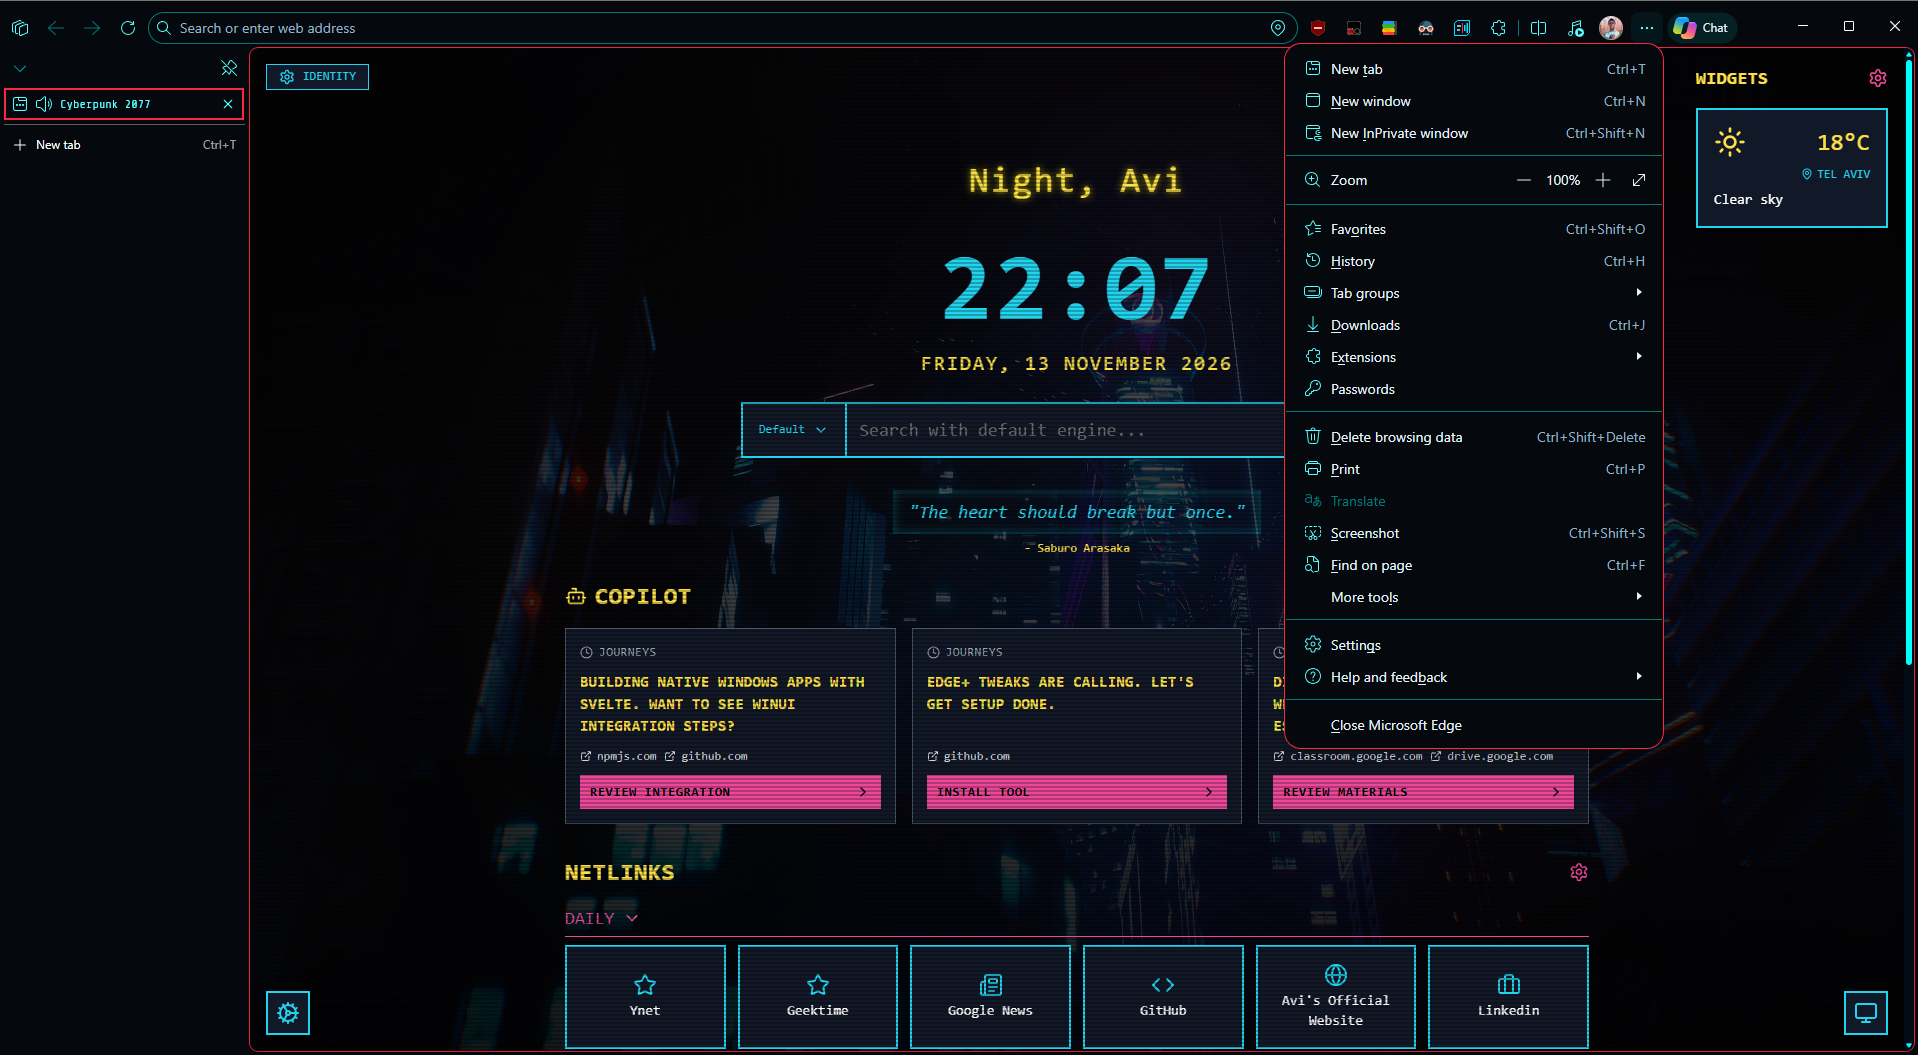 Search or enter web address
Chat
Cyberpunk 2077
New tab Ctrl+T
IDENTITY
Night, Avi
22:07
FRIDAY, 13 NOVEMBER 2026
Default
Search with default engine...
"The heart should break but once."
- Saburo Arasaka
COPILOT
JOURNEYS
BUILDING NATIVE WINDOWS APPS WITH
SVELTE. WANT TO SEE WINUI
INTEGRATION STEPS?
npmjs.com github.com
REVIEW INTEGRATION
JOURNEYS
EDGE+ TWEAKS ARE CALLING. LET'S
GET SETUP DONE.
github.com
INSTALL TOOL
classroom.google.com drive.google.com
REVIEW MATERIALS
NETLINKS
DAILY
Ynet
Geektime
Google News
GitHub
Avi's Official
Website
Linkedin
New tab Ctrl+T
New window Ctrl+N
New InPrivate window Ctrl+Shift+N
Zoom 100%
Favorites Ctrl+Shift+O
History Ctrl+H
Tab groups
Downloads Ctrl+J
Extensions
Passwords
Delete browsing data Ctrl+Shift+Delete
Print Ctrl+P
Translate
Screenshot Ctrl+Shift+S
Find on page Ctrl+F
More tools
Settings
Help and feedback
Close Microsoft Edge
WIDGETS
18°C
TEL AVIV
Clear sky